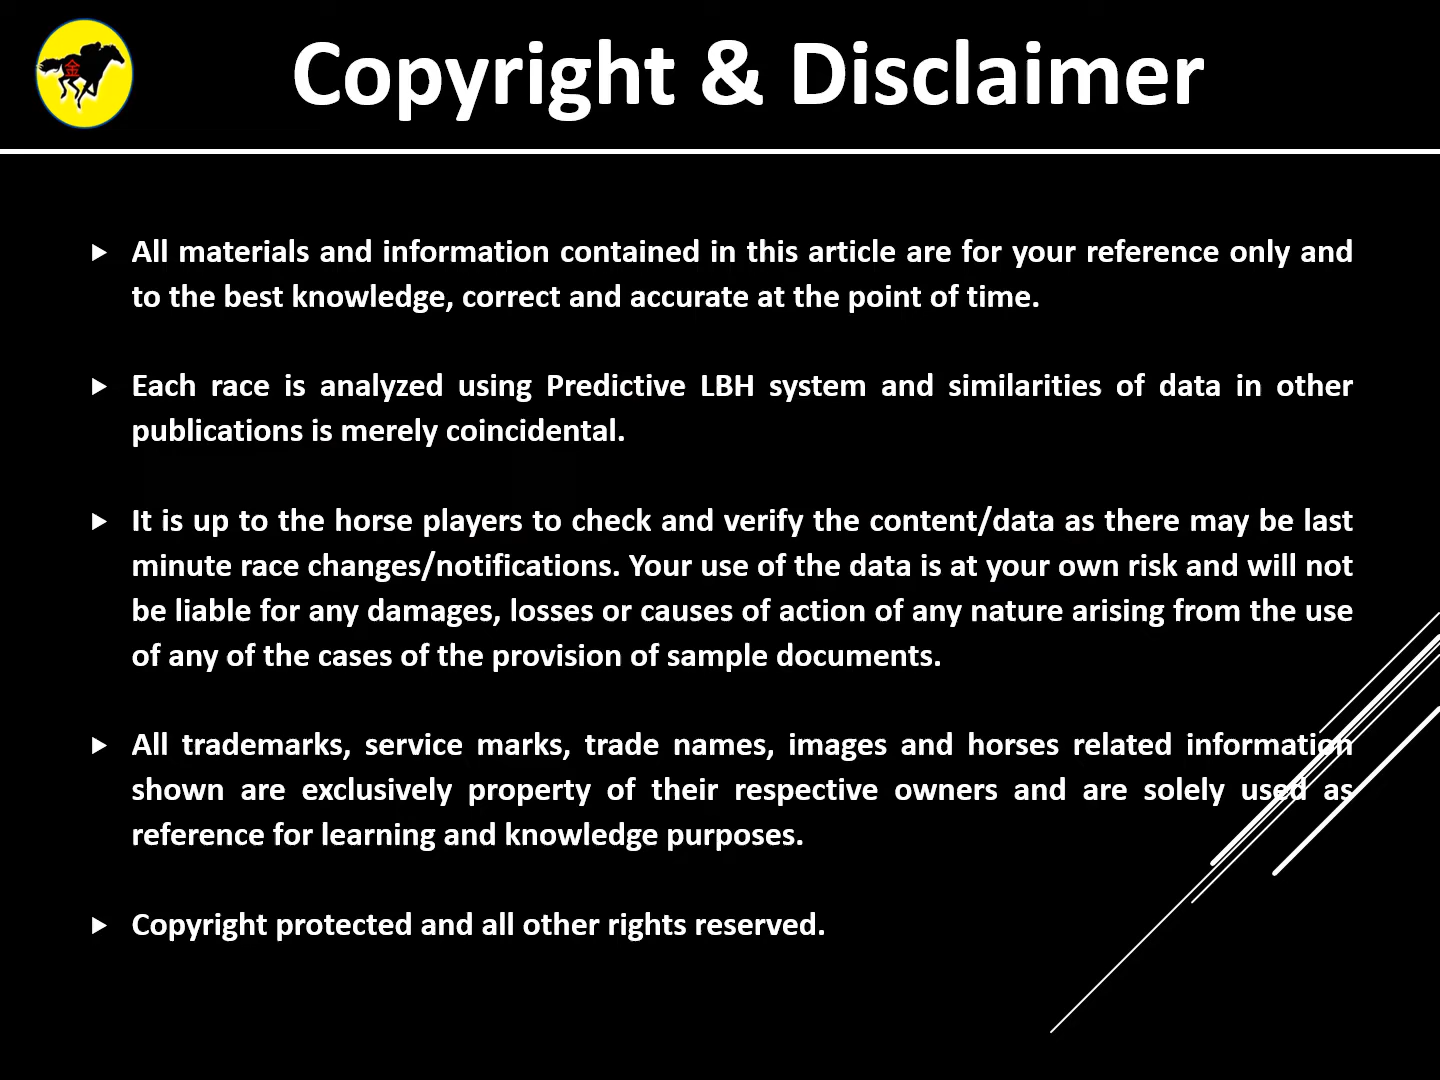 金
Copyright & Disclaimer
All materials and information contained in this article are for your reference only and
to the best knowledge, correct and accurate at the point of time.
Each race is analyzed using Predictive LBH system and similarities of data in other
publications is merely coincidental.
It is up to the horse players to check and verify the content/data as there may be last
minute race changes/notifications. Your use of the data is at your own risk and will not
be liable for any damages, losses or causes of action of any nature arising from the use
of any of the cases of the provision of sample documents.
All trademarks, service marks, trade names, images and horses related information
shown are exclusively property of their respective owners and are solely used as
reference for learning and knowledge purposes.
Copyright protected and all other rights reserved.